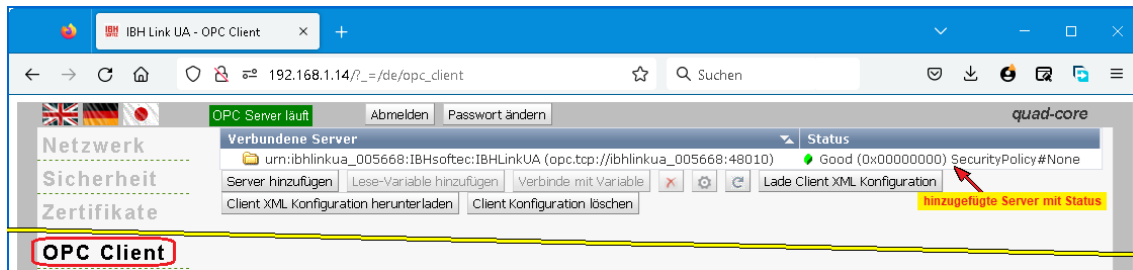 IBH Link UA - OPC Client
192.168.1.14/?_=/de/opc_client
Suchen
OPC Server läuft
Abmelden
Passwort ändern
quad-core
Netzwerk
Sicherheit
Zertifikate
OPC Client
Verbundene Server
Status
urn:ibhlinkua_005668:IBHsoftec:IBHLinkUA (opc.tcp://ibhlinkua_005668:48010)
Good (0x00000000) SecurityPolicy#None
Server hinzufügen
Lese-Variable hinzufügen
Verbinde mit Variable
Lade Client XML Konfiguration
Client XML Konfiguration herunterladen
Client Konfiguration löschen
hinzugefügte Server mit Status